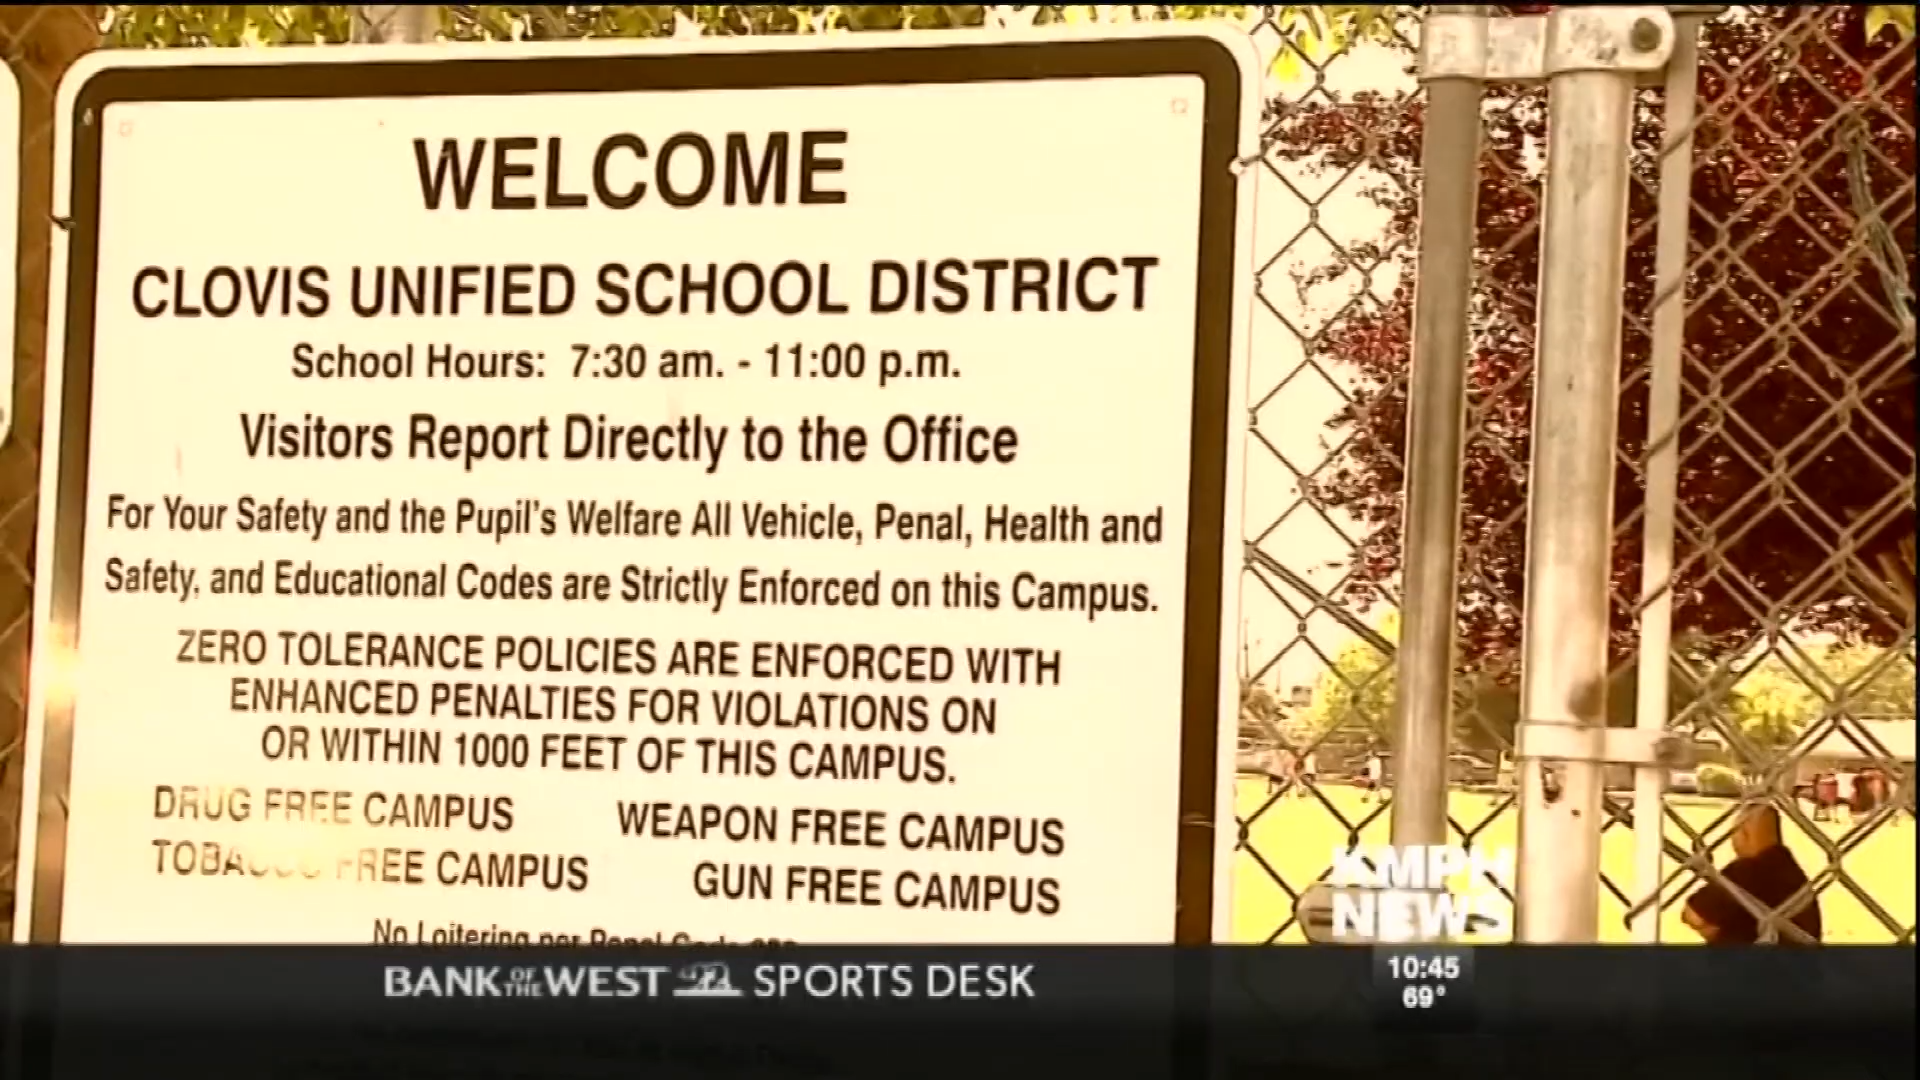 WELCOME
CLOVIS UNIFIED SCHOOL DISTRICT
School Hours: 7:30 am. - 11:00 p.m.
Visitors Report Directly to the Office
For Your Safety and the Pupil's Welfare All Vehicle, Penal, Health and
Safety, and Educational Codes are Strictly Enforced on this Campus.
ZERO TOLERANCE POLICIES ARE ENFORCED WITH
ENHANCED PENALTIES FOR VIOLATIONS ON
OR WITHIN 1000 FEET OF THIS CAMPUS.
DRUG FREE CAMPUS WEAPON FREE CAMPUS
TOBACCO FREE CAMPUS GUN FREE CAMPUS
No Loitering per Penal Code
KMPH
NEWS
BANK OF THE WEST SPORTS DESK
10:45
69°